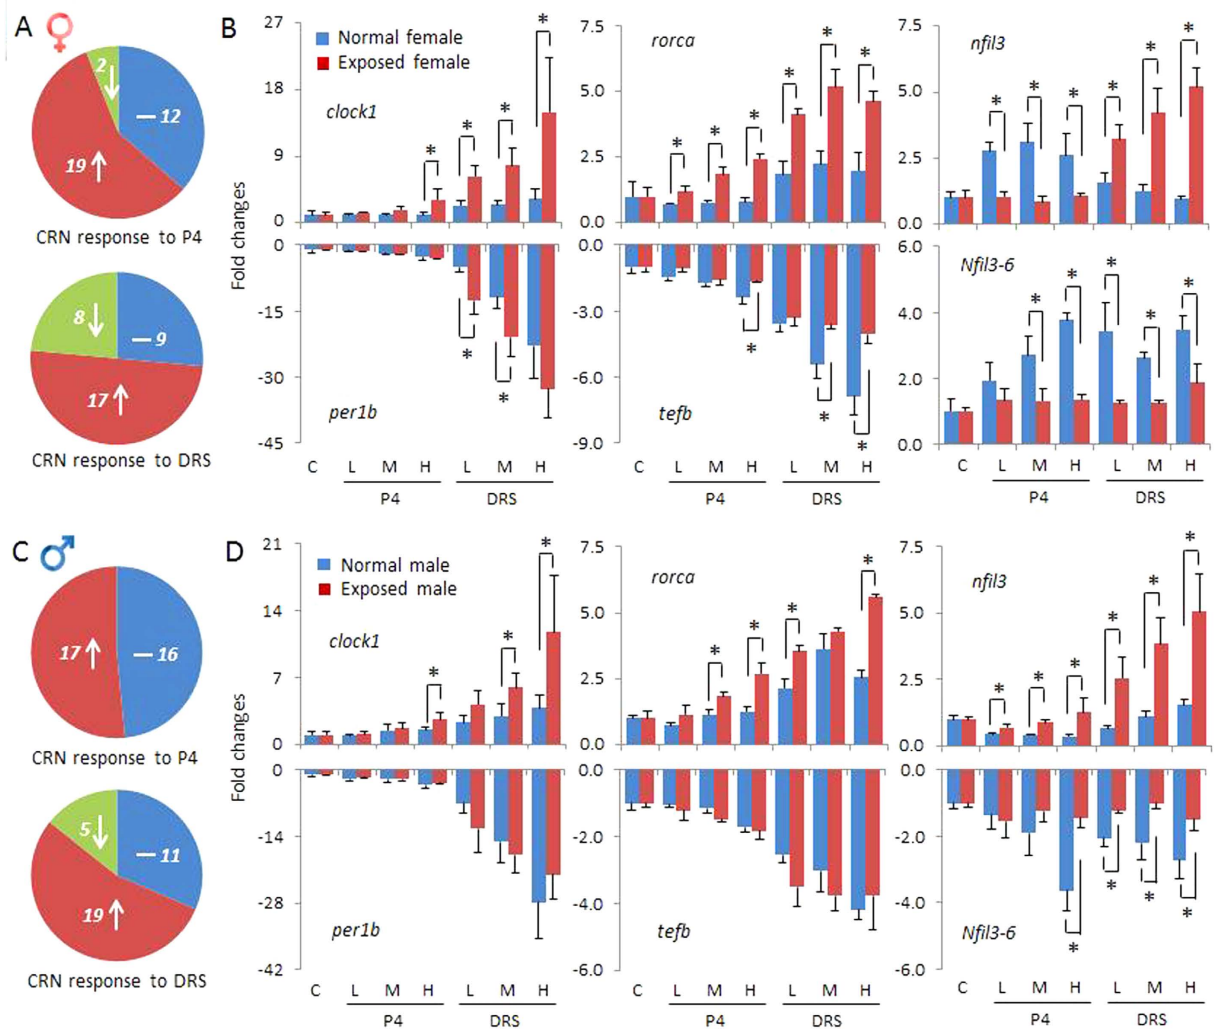 A ♀
2 ↓
— 12
19 ↑
CRN response to P4
8 ↓
— 9
17 ↑
CRN response to DRS
B
Fold changes
Normal female
Exposed female
clock1
27
18
9
0
per1b
0
-15
-30
-45
C L M H L M H
P4 DRS
rorca
7.5
5.0
2.5
0.0
tefb
0.0
-3.0
-6.0
-9.0
C L M H L M H
P4 DRS
nfil3
7.5
5.0
2.5
0.0
Nfil3-6
6.0
4.0
2.0
0.0
C L M H L M H
P4 DRS
C ♂
17 ↑
— 16
CRN response to P4
5 ↓
— 11
19 ↑
CRN response to DRS
D
Fold changes
Normal male
Exposed male
clock1
21
14
7
0
per1b
0
-14
-28
-42
C L M H L M H
P4 DRS
rorca
7.5
5.0
2.5
0.0
tefb
0.0
-2.0
-4.0
-6.0
C L M H L M H
P4 DRS
nfil3
7.5
5.0
2.5
0.0
Nfil3-6
0.0
-2.0
-4.0
-6.0
C L M H L M H
P4 DRS